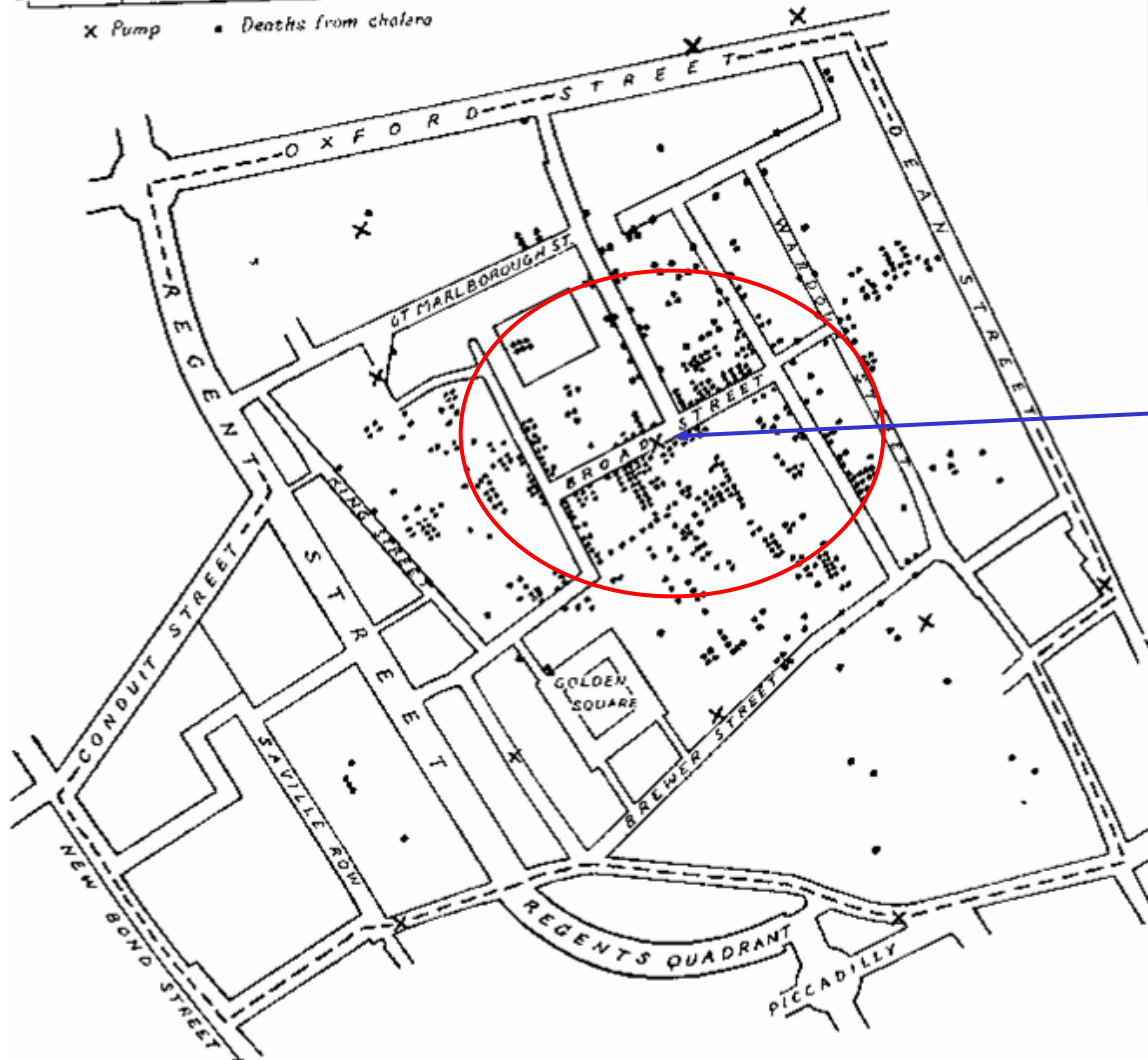 x Pump • Deaths from cholera
OXFORD STREET
DEAN STREET
WARDOUR STREET
REGENT STREET
GT MARLBOROUGH ST
BROAD STREET
KING STREET
CONDUIT STREET
GOLDEN
SQUARE
BREWER STREET
SAVILLE ROW
NEW BOND STREET
REGENTS QUADRANT
PICCADILLY